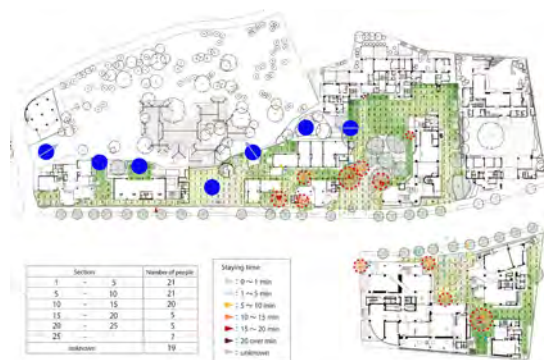 Section Number of people
1 - 5 21
5 - 10 21
10 - 15 20
15 - 20 5
20 - 25 5
25 - 7
unknown 19
Staying time
: 0 ~ 1 min
: 1 ~ 5 min
: 5 ~ 10 min
: 10 ~ 15 min
: 15 ~ 20 min
: 20 over min
: unknown